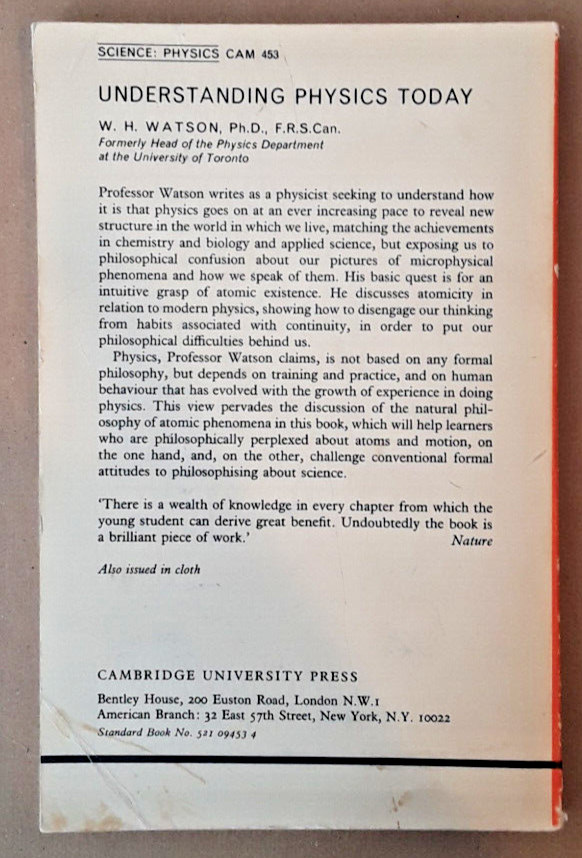 SCIENCE: PHYSICS CAM 453
UNDERSTANDING PHYSICS TODAY
W. H. WATSON, Ph.D., F.R.S.Can.
Formerly Head of the Physics Department
at the University of Toronto
Professor Watson writes as a physicist seeking to understand how
it is that physics goes on at an ever increasing pace to reveal new
structure in the world in which we live, matching the achievements
in chemistry and biology and applied science, but exposing us to
philosophical confusion about our pictures of microphysical
phenomena and how we speak of them. His basic quest is for an
intuitive grasp of atomic existence. He discusses atomicity in
relation to modern physics, showing how to disengage our thinking
from habits associated with continuity, in order to put our
philosophical difficulties behind us.
Physics, Professor Watson claims, is not based on any formal
philosophy, but depends on training and practice, and on human
behaviour that has evolved with the growth of experience in doing
physics. This view pervades the discussion of the natural phil-
osophy of atomic phenomena in this book, which will help learners
who are philosophically perplexed about atoms and motion, on
the one hand, and, on the other, challenge conventional formal
attitudes to philosophising about science.
‘There is a wealth of knowledge in every chapter from which the
young student can derive great benefit. Undoubtedly the book is
a brilliant piece of work.’ Nature
Also issued in cloth
CAMBRIDGE UNIVERSITY PRESS
Bentley House, 200 Euston Road, London N.W.1
American Branch: 32 East 57th Street, New York, N.Y. 10022
Standard Book No. 521 09453 4